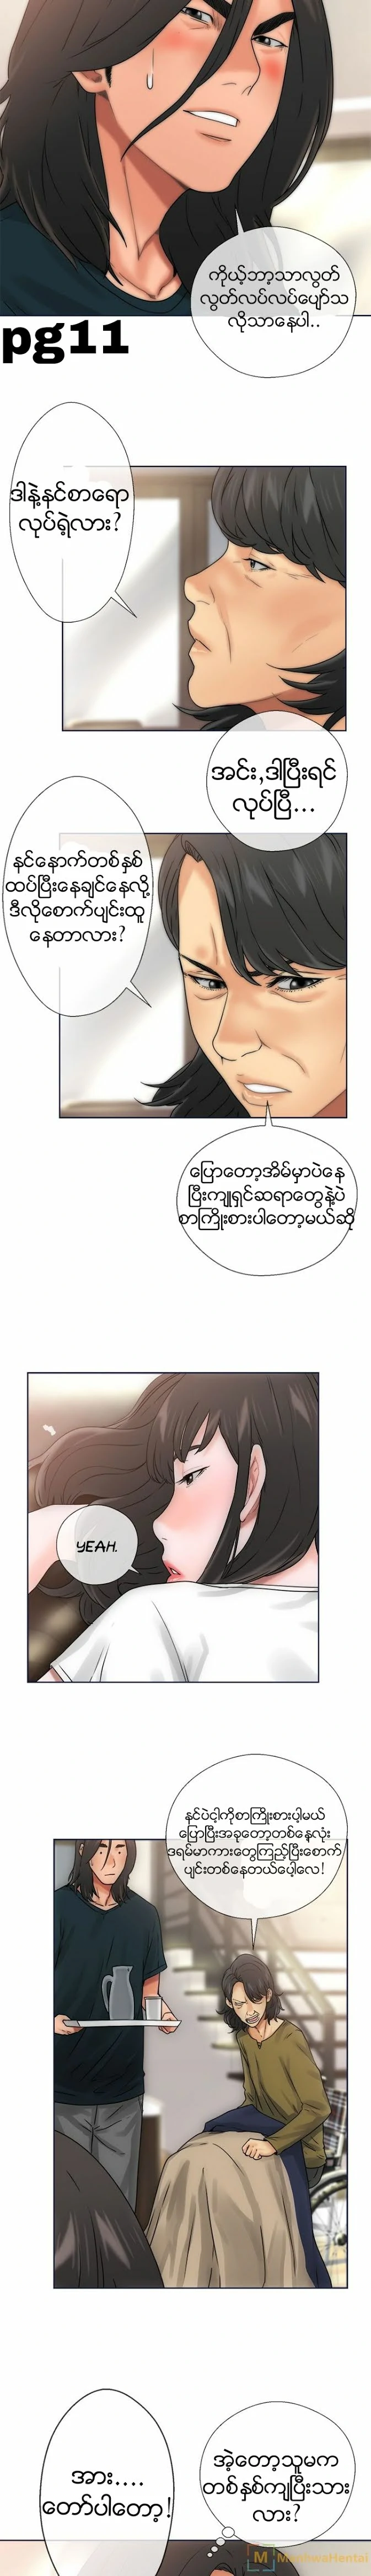 ကိုယ့်ဘာ့သာလွတ်
လွတ်လပ်လပ်ပျော်သ
လိုသာနေပါ..
pg11
ဒါနဲ့နင်စာရော
လုပ်ရဲ့လား?
အင်း,ဒါပြီးရင်
လုပ်ပြီ...
နင်နောက်တစ်နှစ်
ထပ်ပြီးနေချင်နေလို့
ဒီလိုစောက်ပျင်းထူ
နေတာလား?
ပြောတော့အိမ်မှာပဲနေ
ပြီးကျူရှင်ဆရာတွေနဲ့ပဲ
စာကြိုးစားပါတော့မယ်ဆို
YEAH.
နင်ပဲငါ့ကိုစာကြိုးစားပါ့မယ်
ပြောပြီးအခုတော့တစ်နေလုံး
ဒရမ်မာကားတွေကြည့်ပြီးစောက်
ပျင်းတစ်နေတယ်ပေါ့လေ!
အဲ့တော့သူမက
တစ်နှစ်ကျပြီးသား
လား?
အား....
တော်ပါတော့!
ManhwaHentai